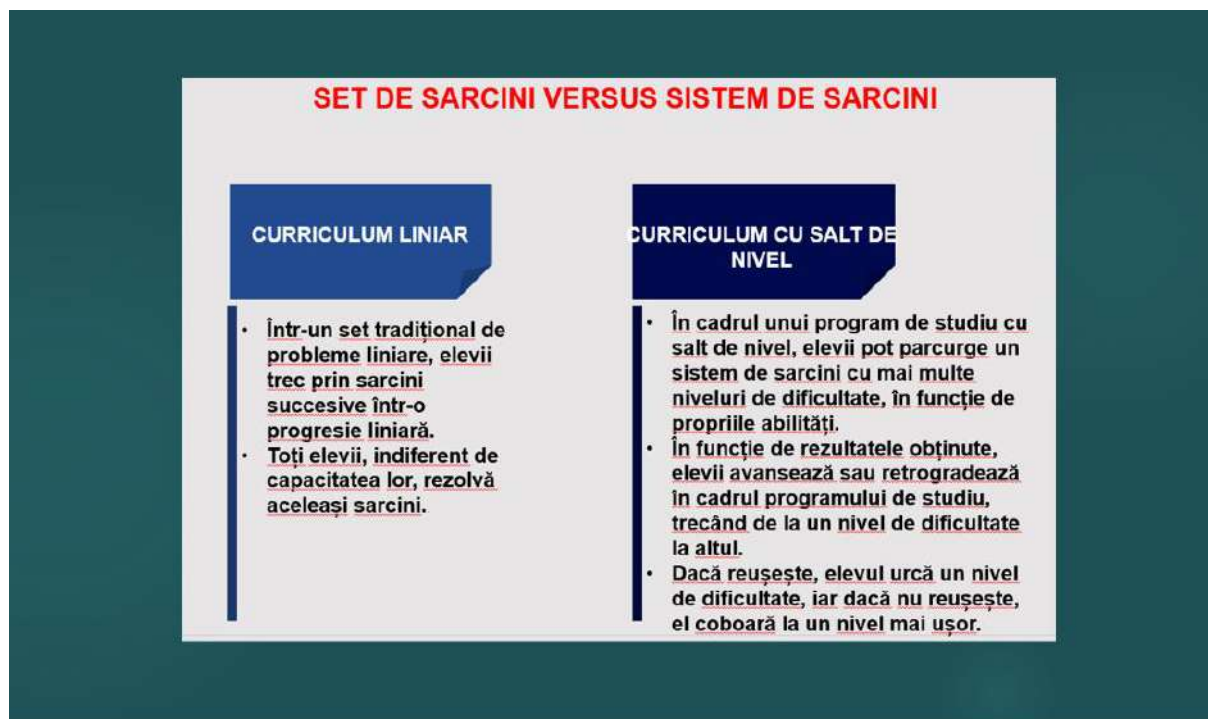 SET DE SARCINI VERSUS SISTEM DE SARCINI
CURRICULUM LINIAR
• Într-un set tradițional de
probleme liniare, elevii
trec prin sarcini
succesive într-o
progresie liniară.
• Toți elevii, indiferent de
capacitatea lor, rezolvă
aceleași sarcini.
CURRICULUM CU SALT DE
NIVEL
• În cadrul unui program de studiu cu
salt de nivel, elevii pot parcurge un
sistem de sarcini cu mai multe
niveluri de dificultate, în funcție de
propriile abilități.
• În funcție de rezultatele obținute,
elevii avansează sau retrogradează
în cadrul programului de studiu,
trecând de la un nivel de dificultate
la altul.
• Dacă reușește, elevul urcă un nivel
de dificultate, iar dacă nu reușește,
el coboară la un nivel mai ușor.